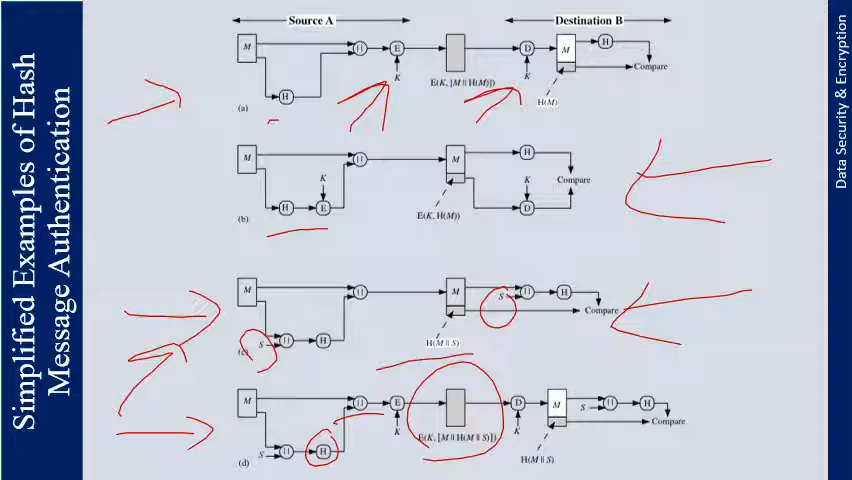 Simplified Examples of Hash
Message Authentication
Data Security & Encryption
Source A
Destination B
M
||
E
D
M
H
K
K
Compare
H
E(K, [M || H(M)])
H(M)
(a)
M
||
M
H
K
K
Compare
H
E
D
E(K, H(M))
(b)
M
||
M
||
H
S
Compare
S
||
H
H(M || S)
(c)
M
||
E
D
M
||
H
K
K
S
Compare
E(K, [M || H(M || S)])
S
||
H
H(M || S)
(d)